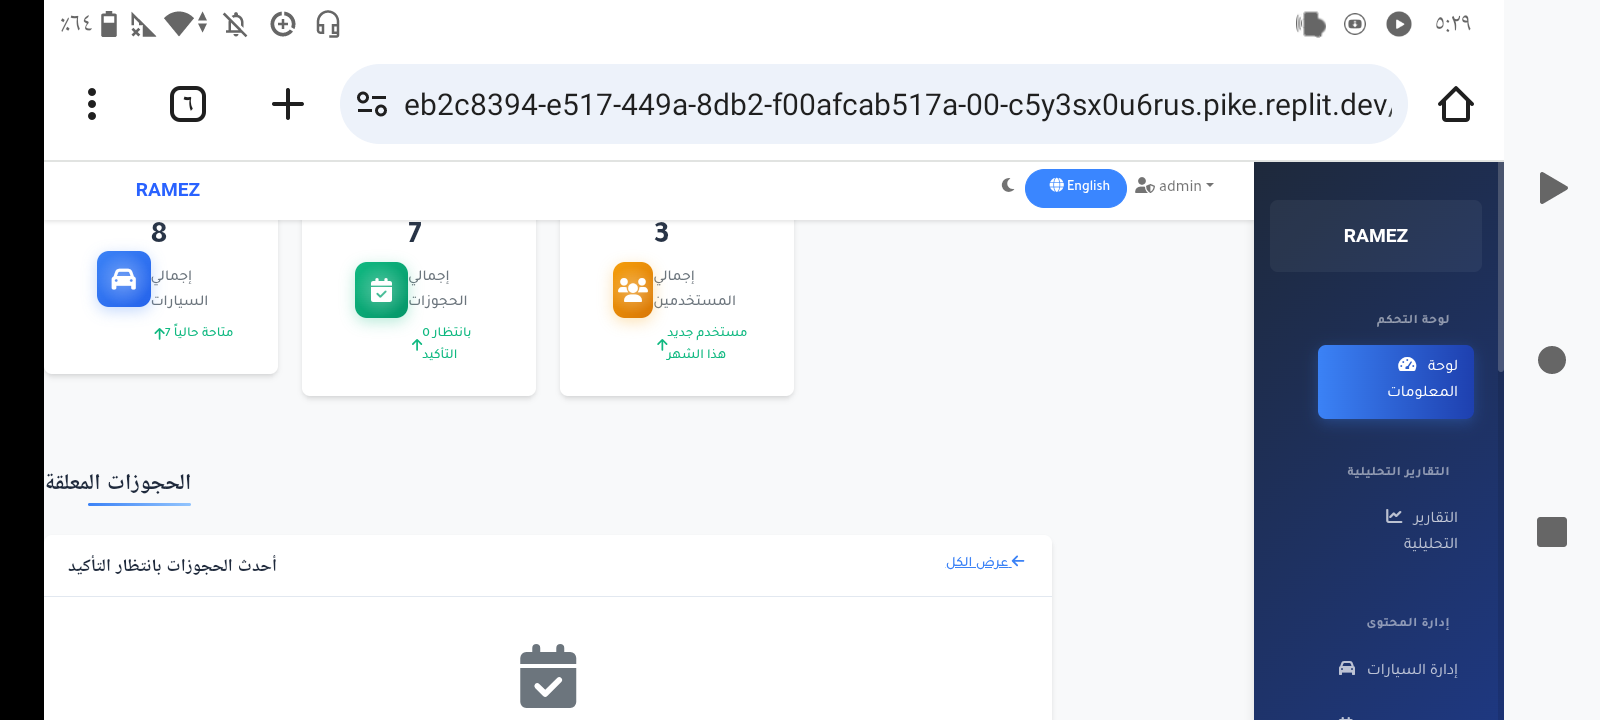 ٪٦٤
٥:٢٩
٦
eb2c8394-e517-449a-8db2-f00afcab517a-00-c5y3sx0u6rus.pike.replit.dev/
RAMEZ
English
admin
RAMEZ
لوحة التحكم
لوحة
المعلومات
التقارير التحليلية
التقارير
التحليلية
إدارة المحتوى
إدارة السيارات
3
إجمالي
المستخدمين
مستخدم جديد
هذا الشهر
7
إجمالي
الحجوزات
0 بانتظار
التأكيد
8
إجمالي
السيارات
7 متاحة حالياً
الحجوزات المعلقة
أحدث الحجوزات بانتظار التأكيد
عرض الكل